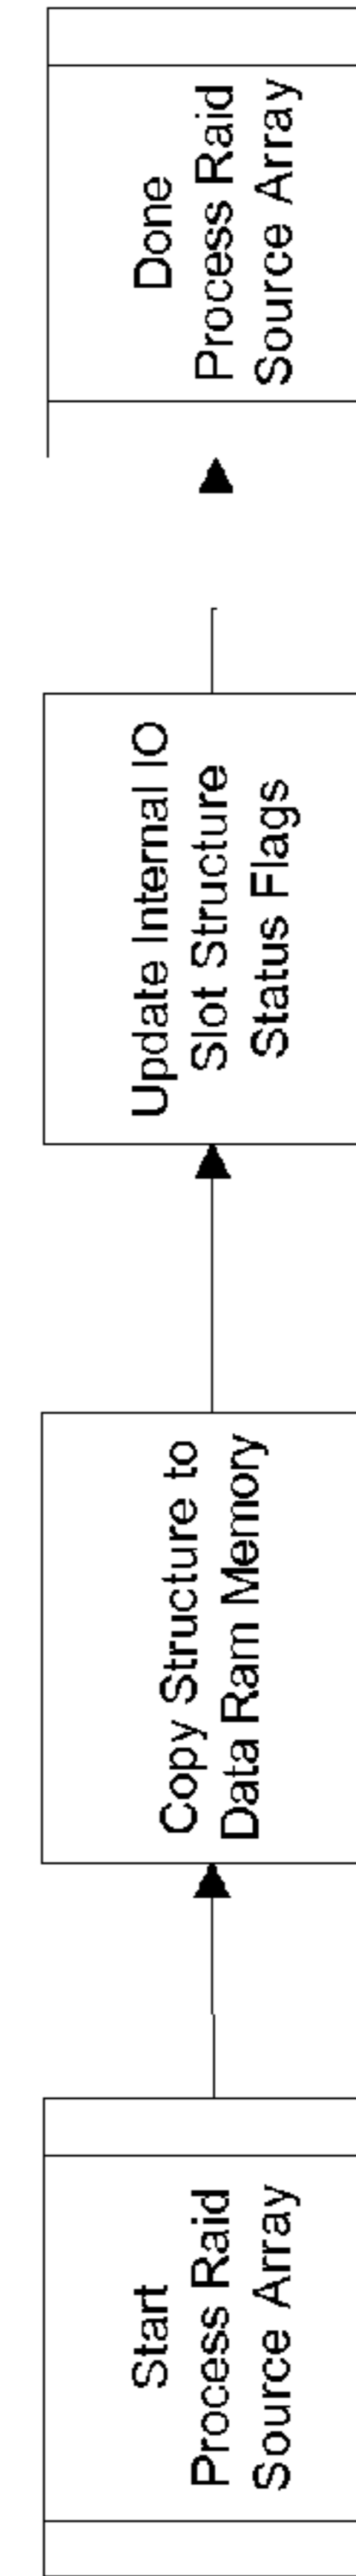 Start
Process Raid
Source Array
Copy Structure to
Data Ram Memory
Update Internal IO
Slot Structure
Status Flags
Done
Process Raid
Source Array